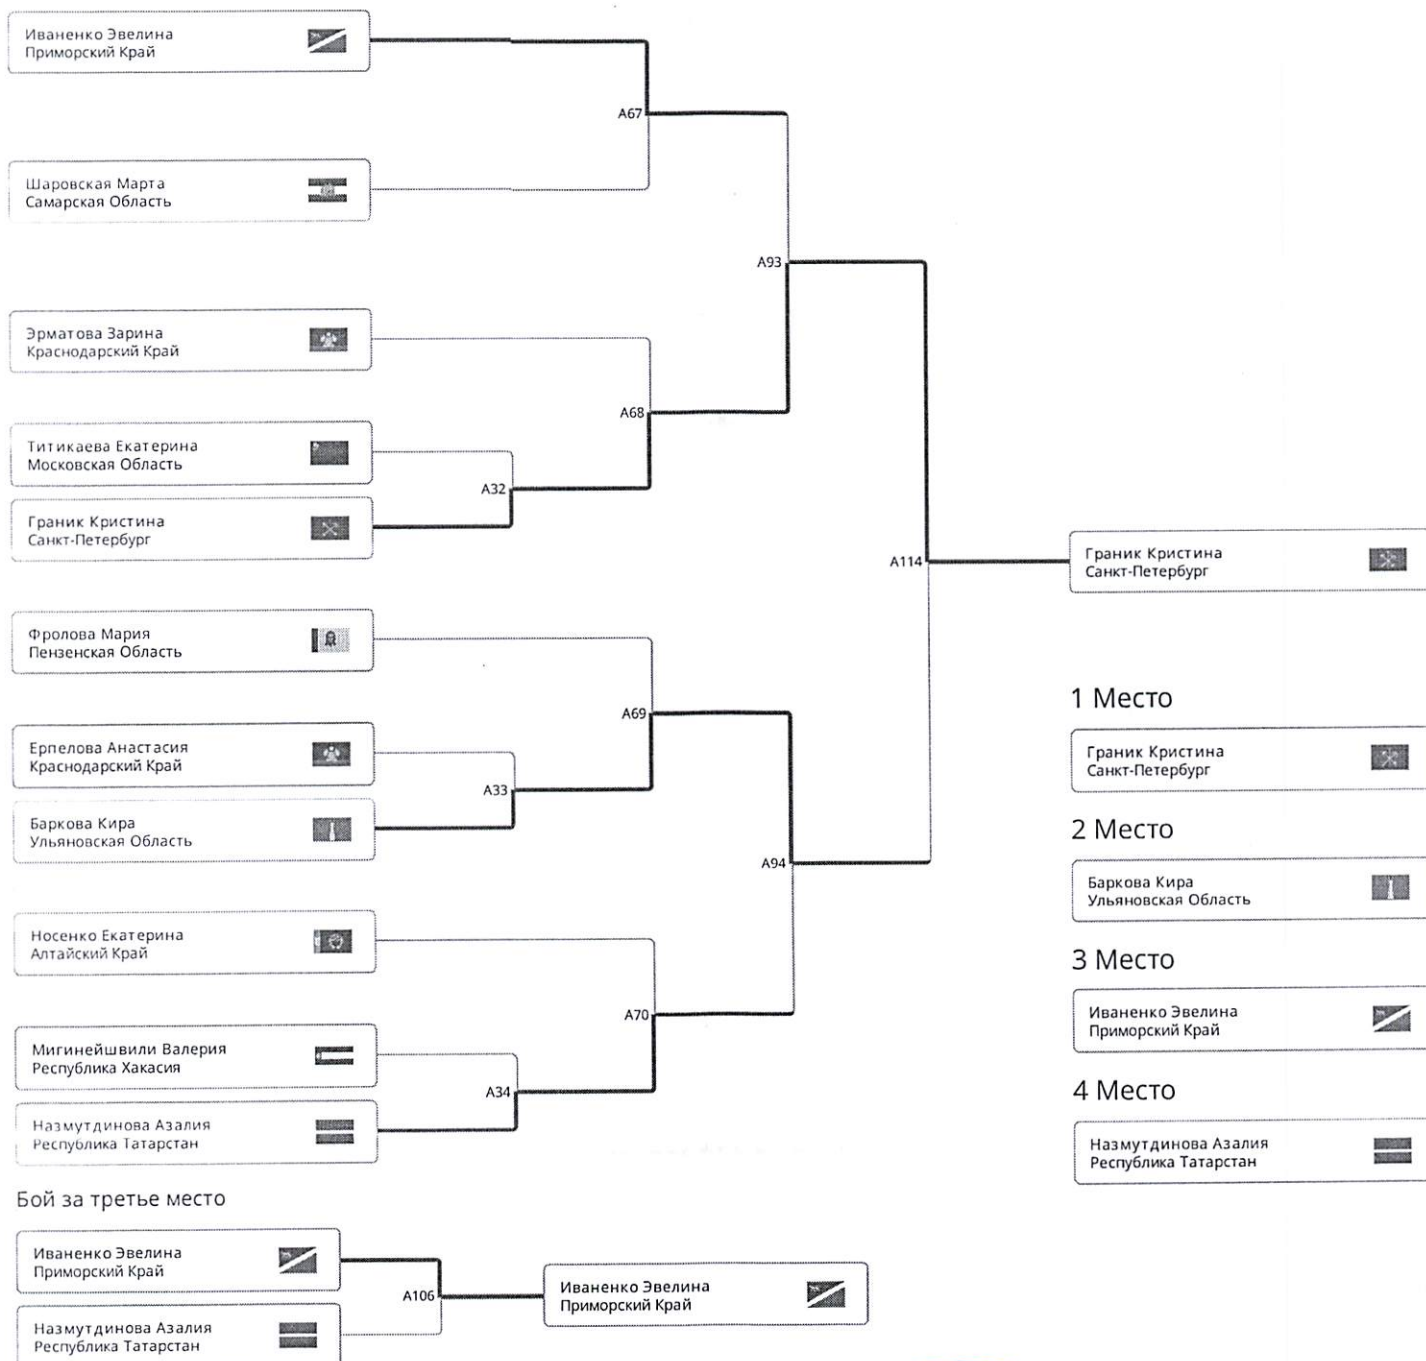 Иваненко Эвелина
Приморский Край
A67
Шаровская Марта
Самарская Область
A93
Эрматова Зарина
Краснодарский Край
A68
Титикаева Екатерина
Московская Область
A32
Граник Кристина
Санкт-Петербург
A114
Граник Кристина
Санкт-Петербург
Фролова Мария
Пензенская Область
A69
Ерпелова Анастасия
Краснодарский Край
A33
Баркова Кира
Ульяновская Область
A94
Носенко Екатерина
Алтайский Край
A70
Мигинейшвили Валерия
Республика Хакасия
A34
Назмутдинова Азалия
Республика Татарстан
1 Место
Граник Кристина
Санкт-Петербург
2 Место
Баркова Кира
Ульяновская Область
3 Место
Иваненко Эвелина
Приморский Край
4 Место
Назмутдинова Азалия
Республика Татарстан
Бой за третье место
Иваненко Эвелина
Приморский Край
A106
Иваненко Эвелина
Приморский Край
Назмутдинова Азалия
Республика Татарстан